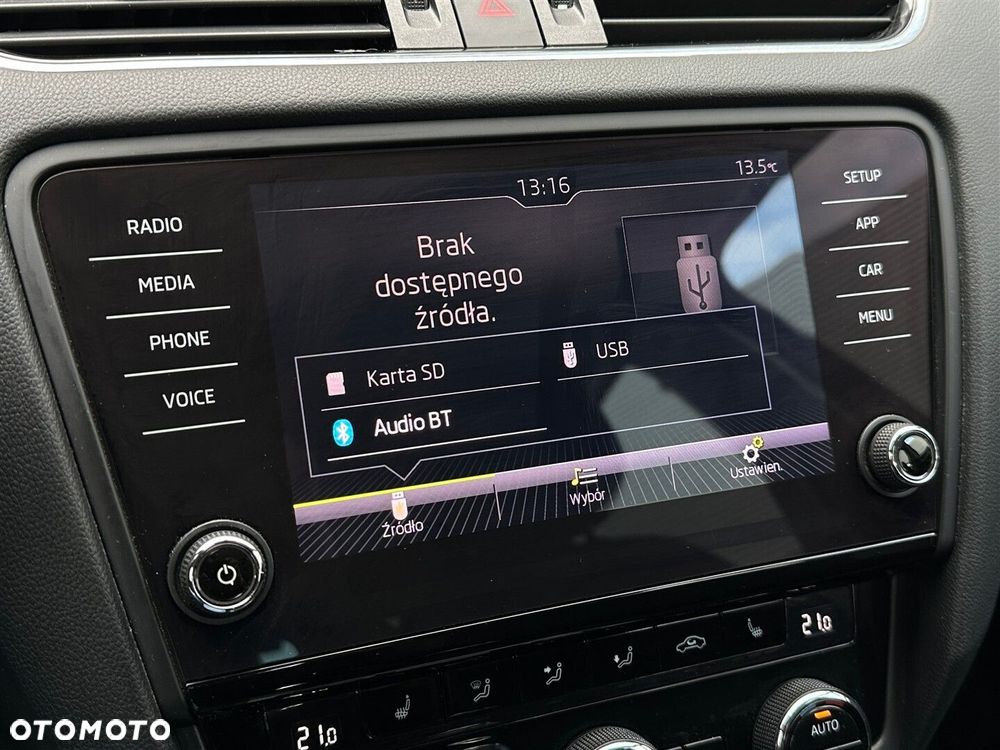 13:16
13.5°C
RADIO
MEDIA
PHONE
VOICE
SETUP
APP
CAR
MENU
Brak
dostępnego
źródła.
Karta SD
USB
Audio BT
Źródło
Wybór
Ustawien.
21.0
21.0
AUTO
OTOMOTO